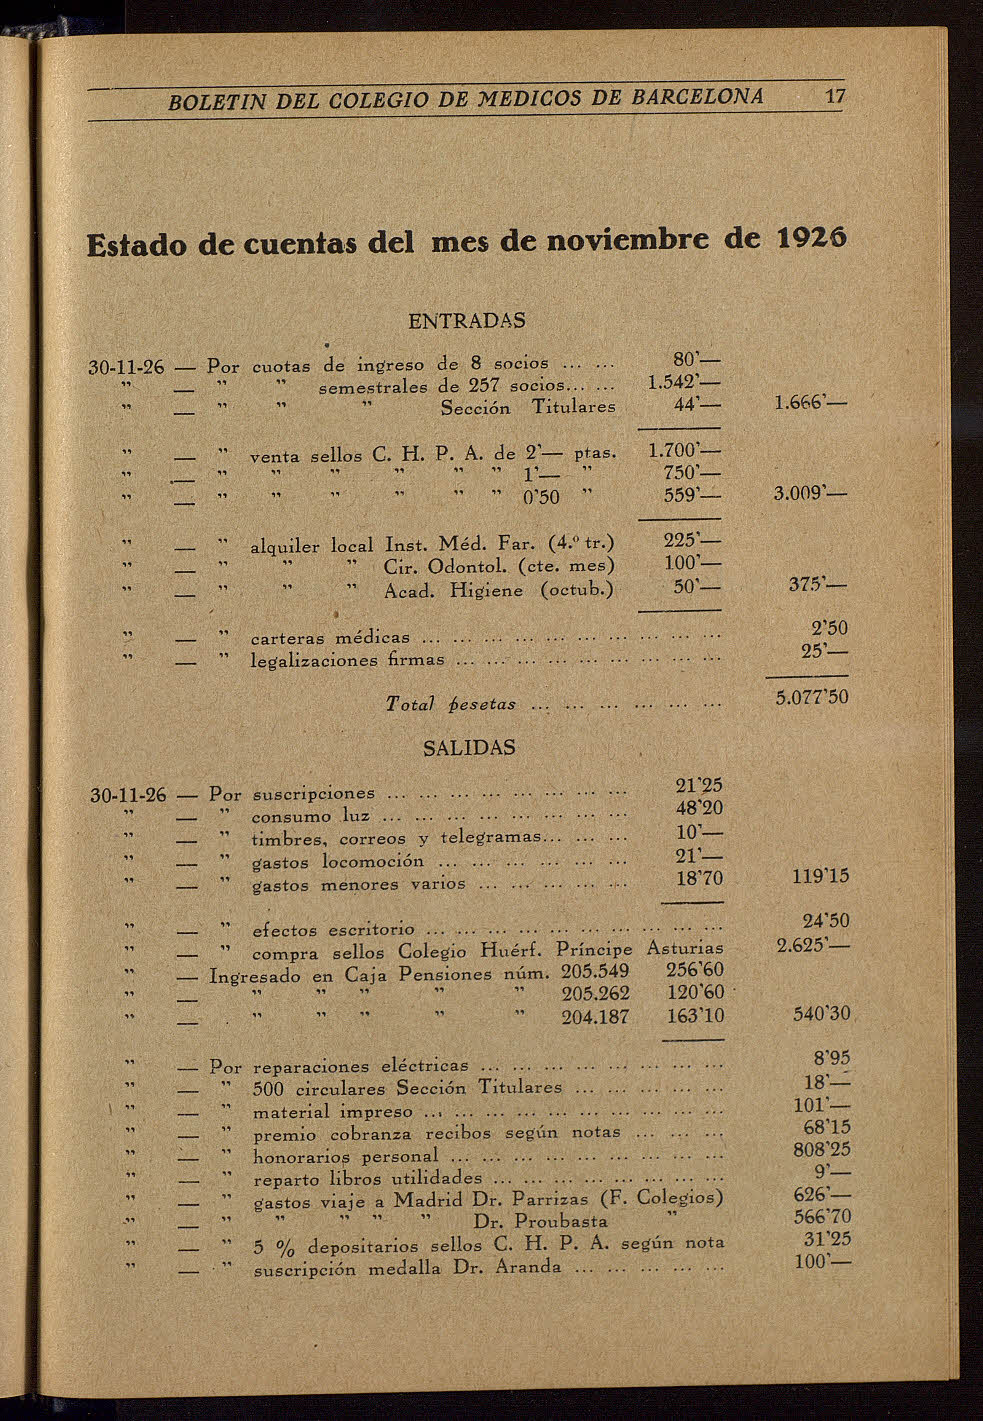 BOLETIN DEL COLEGIO DE MEDICOS DE BARCELONA 17
Estado de cuentas del mes de noviembre de 1926
ENTRADAS
30-11-26 — Por cuotas de ingreso de 8 socios ... ... 80'—
" — " " semestrales de 257 socios... ... 1.542'—
" — " " " Sección Titulares 44'— 1.666'—
" — " venta sellos C. H. P. A. de 2'— ptas. 1.700'—
" — " " " " " " 1'— " 750'—
" — " " " " " " 0'50 " 559'— 3.009'—
" — " alquiler local Inst. Méd. Far. (4.º tr.) 225'—
" — " " " Cir. Odontol. (cte. mes) 100'—
" — " " " Acad. Higiene (octub.) 50'— 375'—
" — " carteras médicas ... ... ... ... ... ... ... ... ... ... 2'50
" — " legalizaciones firmas ... ... ... ... ... ... ... ... ... 25'—
Total pesetas ... ... ... ... ... ... 5.077'50
SALIDAS
30-11-26 — Por suscripciones ... ... ... ... ... ... ... ... 21'25
" — " consumo luz ... ... ... ... ... ... ... ... 48'20
" — " timbres, correos y telegramas... ... ... 10'—
" — " gastos locomoción ... ... ... ... ... ... 21'—
" — " gastos menores varios ... ... ... ... ... 18'70 119'15
" — " efectos escritorio ... ... ... ... ... ... ... ... ... ... 24'50
" — " compra sellos Colegio Huérf. Príncipe Asturias 2.625'—
" — Ingresado en Caja Pensiones núm. 205.549 256'60
" — " " " " " 205.262 120'60
" — " " " " " 204.187 163'10 540'30
" — Por reparaciones eléctricas ... ... ... ... ... ... ... ... 8'95
" — " 500 circulares Sección Titulares ... ... ... ... ... 18'—
" — " material impreso ... ... ... ... ... ... ... ... ... ... 101'—
" — " premio cobranza recibos según notas ... ... ... 68'15
" — " honorarios personal ... ... ... ... ... ... ... ... ... 808'25
" — " reparto libros utilidades ... ... ... ... ... ... ... ... 9'—
" — " gastos viaje a Madrid Dr. Parrizas (F. Colegios) 626'—
" — " " " " " Dr. Proubasta " 566'70
" — " 5 % depositarios sellos C. H. P. A. según nota 31'25
" — " suscripción medalla Dr. Aranda ... ... ... ... ... 100'—